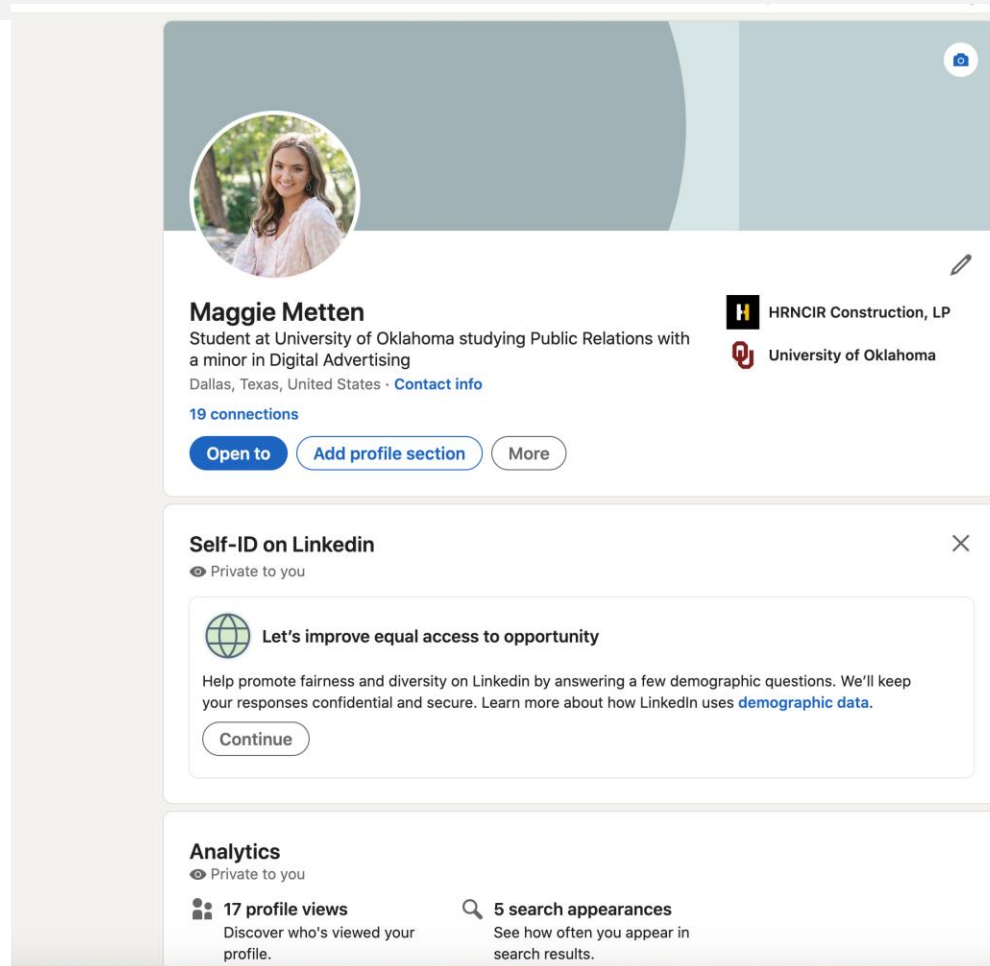 Maggie Metten
Student at University of Oklahoma studying Public Relations with
a minor in Digital Advertising
Dallas, Texas, United States · Contact info
19 connections
Open to
Add profile section
More
H HRNCIR Construction, LP
OU University of Oklahoma
Self-ID on Linkedin
Private to you
Let's improve equal access to opportunity
Help promote fairness and diversity on Linkedin by answering a few demographic questions. We'll keep
your responses confidential and secure. Learn more about how LinkedIn uses demographic data.
Continue
Analytics
Private to you
17 profile views
Discover who's viewed your
profile.
5 search appearances
See how often you appear in
search results.